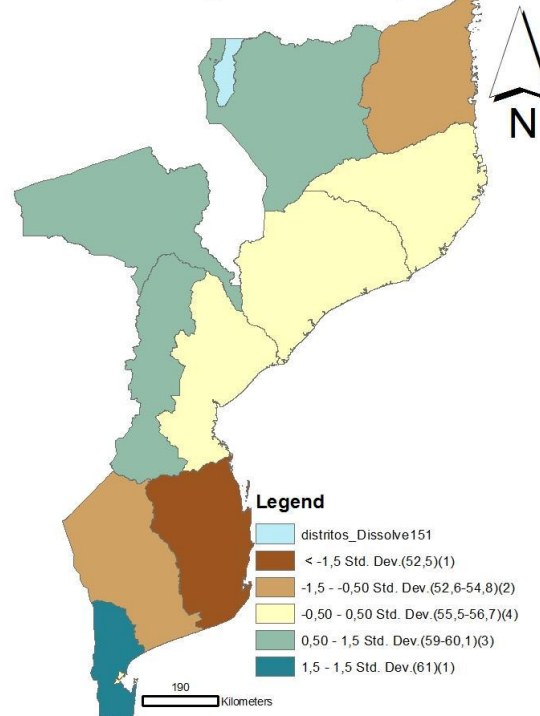 N
Legend
distritos_Dissolve151
< -1,5 Std. Dev.(52,5)(1)
-1,5 - -0,50 Std. Dev.(52,6-54,8)(2)
-0,50 - 0,50 Std. Dev.(55,5-56,7)(4)
0,50 - 1,5 Std. Dev.(59-60,1)(3)
1,5 - 1,5 Std. Dev.(61)(1)
190
Kilometers